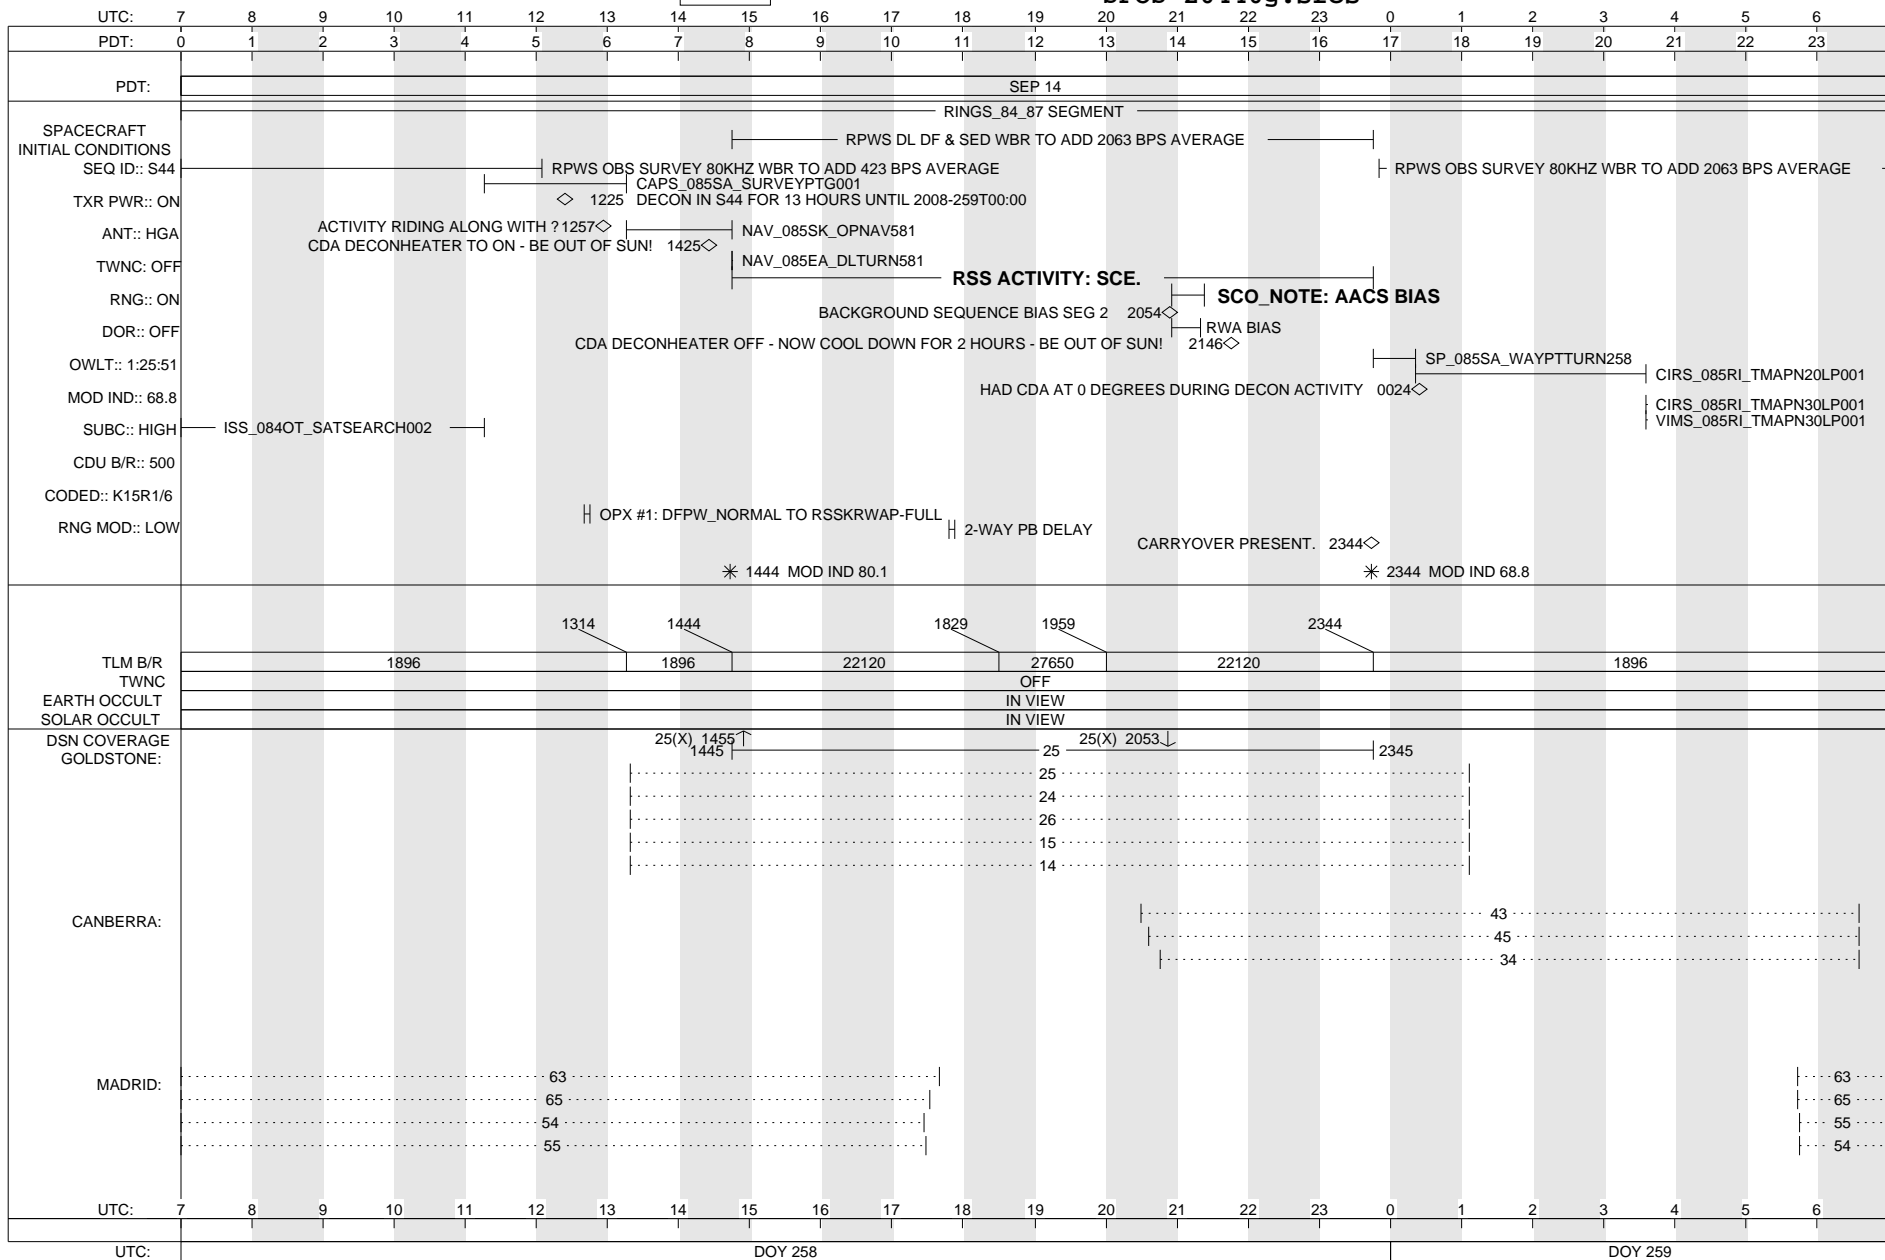 UTC: 7 8 9 10 11 12 13 14 15 16 17 18 19 20 21 22 23 0 1 2 3 4 5 6
PDT: 0 1 2 3 4 5 6 7 8 9 10 11 12 13 14 15 16 17 18 19 20 21 22 23
PDT: SEP 14
RINGS_84_87 SEGMENT
SPACECRAFT
INITIAL CONDITIONS
RPWS DL DF & SED WBR TO ADD 2063 BPS AVERAGE
SEQ ID:: S44
RPWS OBS SURVEY 80KHZ WBR TO ADD 423 BPS AVERAGE
RPWS OBS SURVEY 80KHZ WBR TO ADD 2063 BPS AVERAGE
CAPS_085SA_SURVEYPTG001
TXR PWR:: ON
1225 DECON IN S44 FOR 13 HOURS UNTIL 2008-259T00:00
ACTIVITY RIDING ALONG WITH ?1257
ANT:: HGA
NAV_085SK_OPNAV581
CDA DECONHEATER TO ON - BE OUT OF SUN! 1425
TWNC: OFF
NAV_085EA_DLTURN581
RSS ACTIVITY: SCE.
RNG:: ON
SCO_NOTE: AACS BIAS
BACKGROUND SEQUENCE BIAS SEG 2 2054
DOR:: OFF
RWA BIAS
CDA DECONHEATER OFF - NOW COOL DOWN FOR 2 HOURS - BE OUT OF SUN! 2146
OWLT:: 1:25:51
SP_085SA_WAYPTTURN258
CIRS_085RI_TMAPN20LP001
HAD CDA AT 0 DEGREES DURING DECON ACTIVITY 0024
MOD IND:: 68.8
CIRS_085RI_TMAPN30LP001
VIMS_085RI_TMAPN30LP001
SUBC:: HIGH
ISS_084OT_SATSEARCH002
CDU B/R:: 500
CODED:: K15R1/6
OPX #1: DFPW_NORMAL TO RSSKRWAP-FULL
RNG MOD:: LOW
2-WAY PB DELAY
CARRYOVER PRESENT. 2344
1444 MOD IND 80.1
2344 MOD IND 68.8
1314 1444 1829 1959 2344
TLM B/R 1896 1896 22120 27650 22120 1896
TWNC OFF
EARTH OCCULT IN VIEW
SOLAR OCCULT IN VIEW
DSN COVERAGE
25(X) 1455
25(X) 2053
GOLDSTONE:
1445 25 2345
25
24
26
15
14
CANBERRA:
43
45
34
MADRID:
63 63
65 65
54 55
55 54
UTC: 7 8 9 10 11 12 13 14 15 16 17 18 19 20 21 22 23 0 1 2 3 4 5 6
UTC: DOY 258 DOY 259